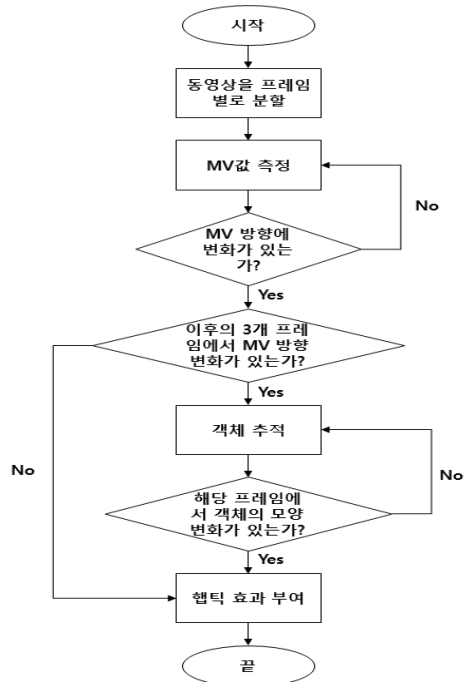 시작
동영상을 프레임
별로 분할
MV값 측정
No
MV 방향에
변화가 있는
가?
Yes
이후의 3개 프레
임에서 MV 방향
변화가 있는가?
Yes
객체 추적
No
No
해당 프레임에
서 객체의 모양
변화가 있는가?
Yes
햅틱 효과 부여
끝